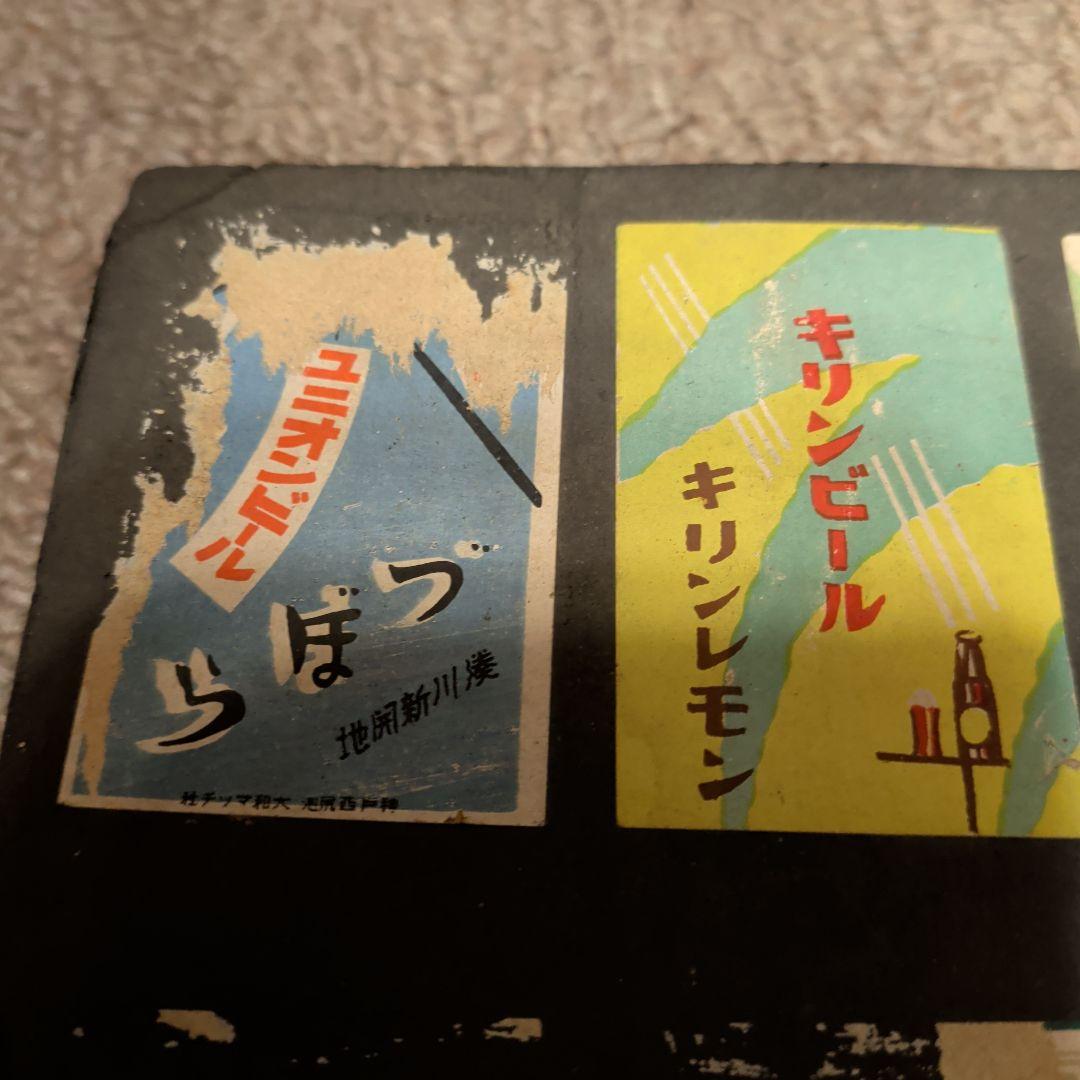 ユニオンビール
づぼら
湊川新開地
神戸西尻池 大和マツチ社
キリンビール
キリンレモン